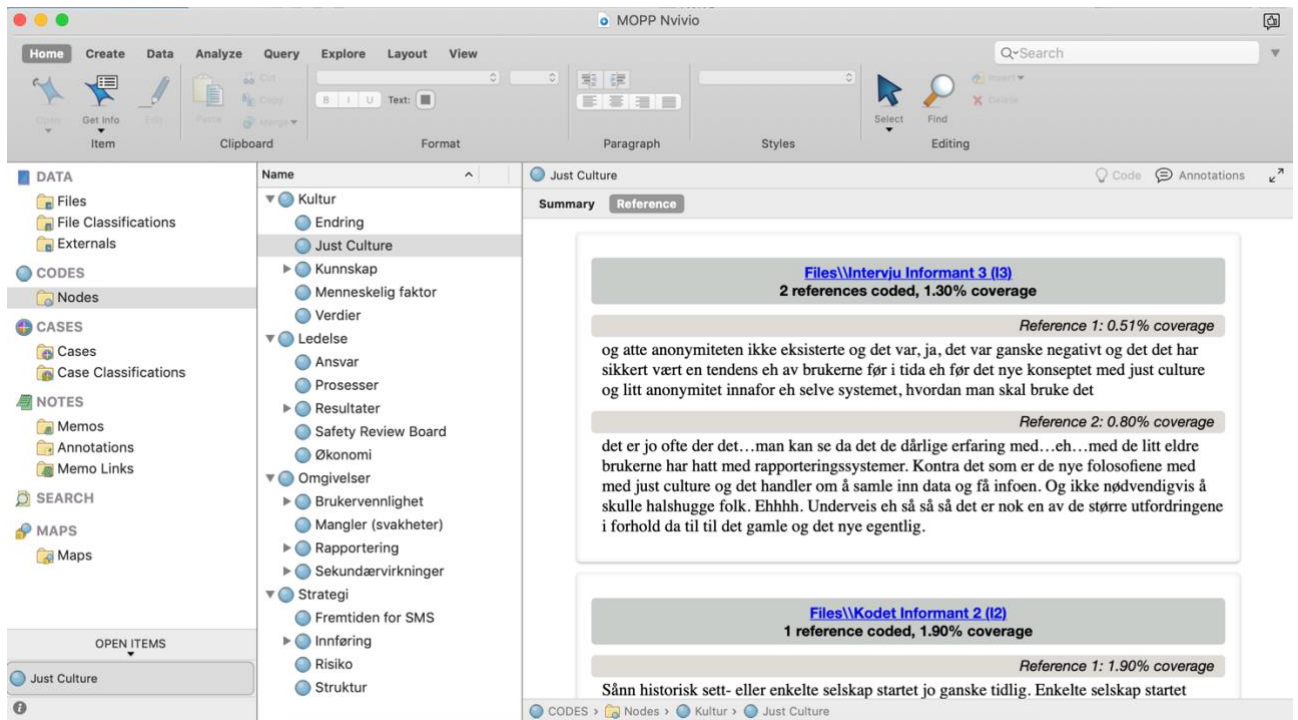 MOPP Nvivio
Home Create Data Analyze Query Explore Layout View
Search
Open Get Info Edit
Item
Paste Cut
Copy
Merge
Clipboard
B I U Text:
Format
Paragraph
Styles
Select Find
Insert
Delete
Editing
DATA
Files
File Classifications
Externals
CODES
Nodes
CASES
Cases
Case Classifications
NOTES
Memos
Annotations
Memo Links
SEARCH
MAPS
Maps
OPEN ITEMS
Just Culture
Name
Kultur
Endring
Just Culture
Kunnskap
Menneskelig faktor
Verdier
Ledelse
Ansvar
Prosesser
Resultater
Safety Review Board
Økonomi
Omgivelser
Brukervennlighet
Mangler (svakheter)
Rapportering
Sekundærvirkninger
Strategi
Fremtiden for SMS
Innføring
Risiko
Struktur
Just Culture
Code Annotations
Summary Reference
Files\\Intervju Informant 3 (I3)
2 references coded, 1.30% coverage
Reference 1: 0.51% coverage
og atte anonymiteten ikke eksisterte og det var, ja, det var ganske negativt og det det har
sikkert vært en tendens eh av brukerne før i tida eh før det nye konseptet med just culture
og litt anonymitet innafor eh selve systemet, hvordan man skal bruke det
Reference 2: 0.80% coverage
det er jo ofte der det…man kan se da det de dårlige erfaring med…eh…med de litt eldre
brukerne har hatt med rapporteringssystemer. Kontra det som er de nye folosofiene med
med just culture og det handler om å samle inn data og få infoen. Og ikke nødvendigvis å
skulle halshugge folk. Ehhhh. Underveis eh så så så det er nok en av de større utfordringene
i forhold da til til det gamle og det nye egentlig.
Files\\Kodet Informant 2 (I2)
1 reference coded, 1.90% coverage
Reference 1: 1.90% coverage
Sånn historisk sett- eller enkelte selskap startet jo ganske tidlig. Enkelte selskap startet
CODES › Nodes › Kultur › Just Culture